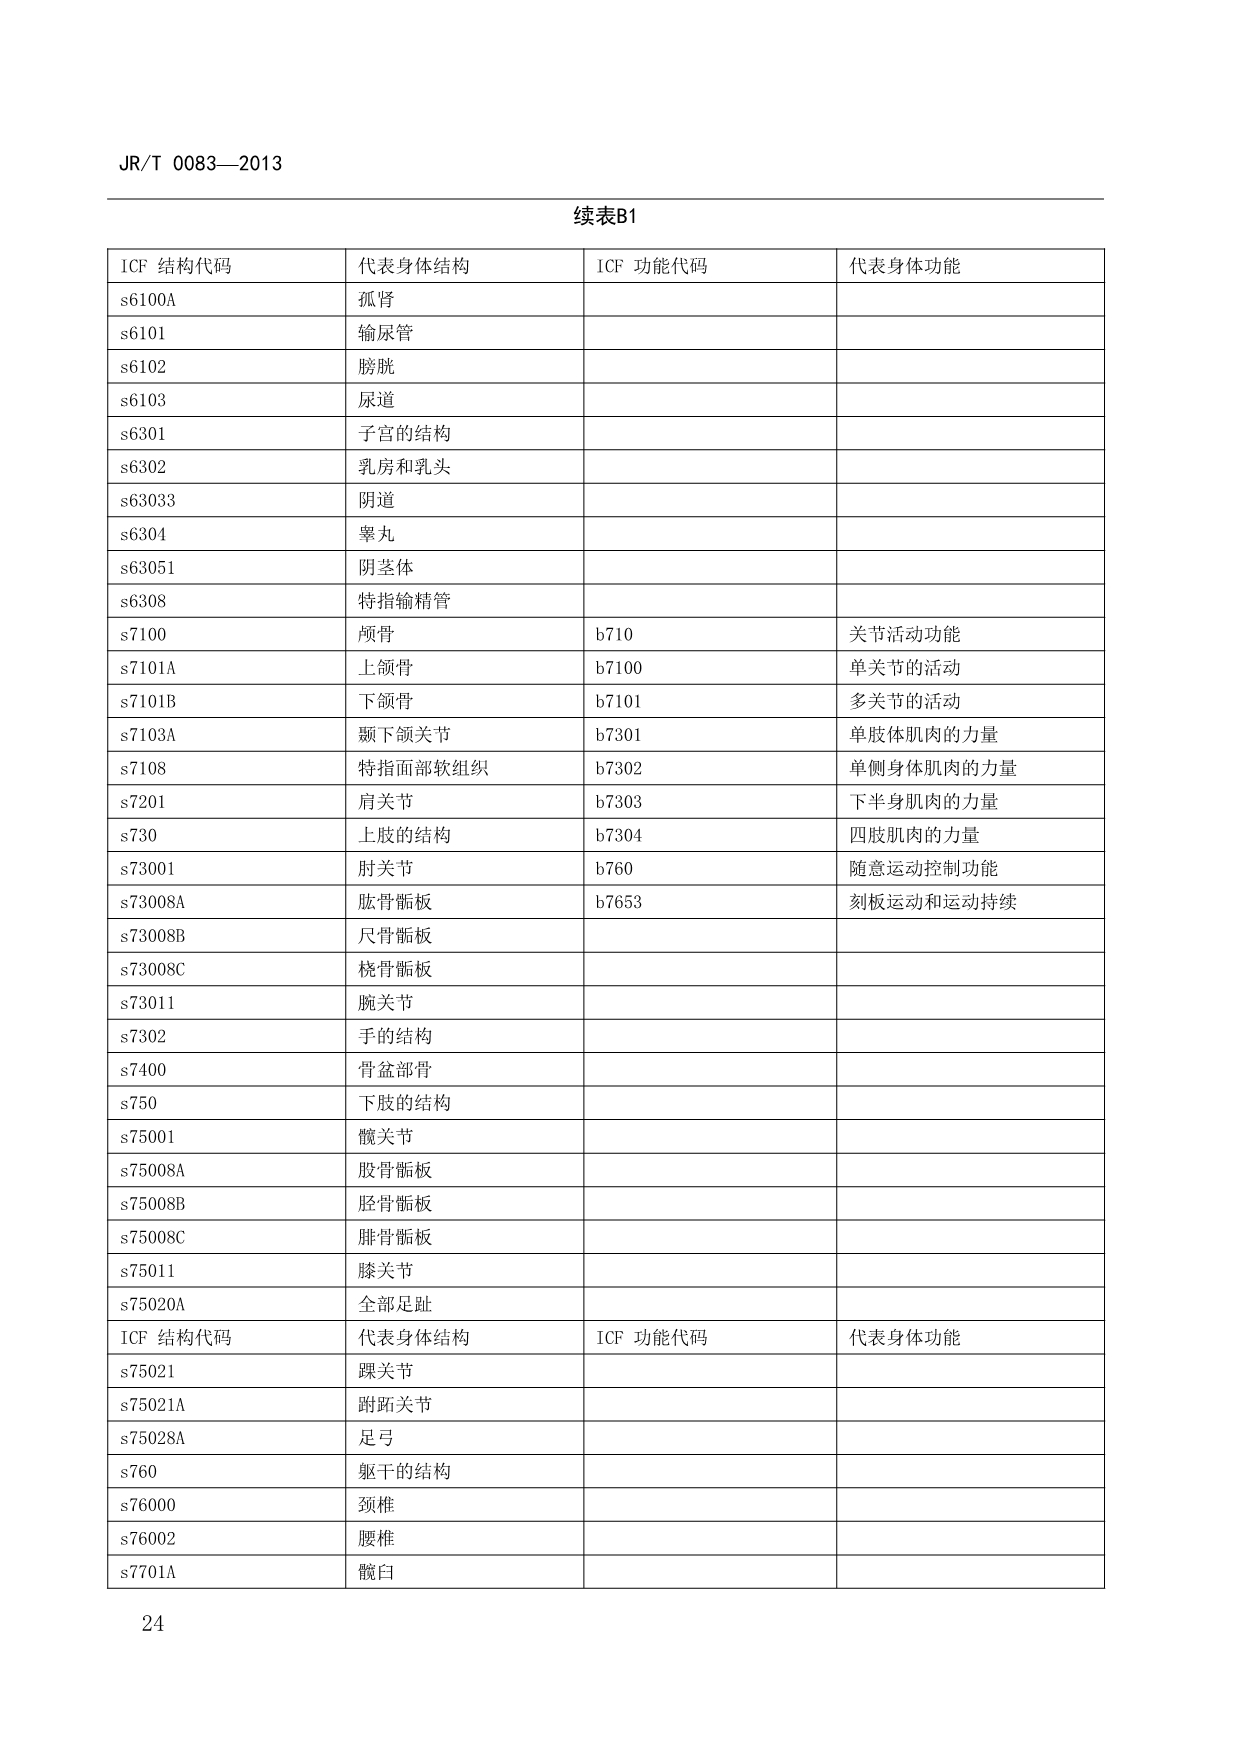 JR/T 0083—2013
续表B1
ICF 结构代码 代表身体结构 ICF 功能代码 代表身体功能
s6100A 孤肾
s6101 输尿管
s6102 膀胱
s6103 尿道
s6301 子宫的结构
s6302 乳房和乳头
s63033 阴道
s6304 睾丸
s63051 阴茎体
s6308 特指输精管
s7100 颅骨 b710 关节活动功能
s7101A 上颌骨 b7100 单关节的活动
s7101B 下颌骨 b7101 多关节的活动
s7103A 颞下颌关节 b7301 单肢体肌肉的力量
s7108 特指面部软组织 b7302 单侧身体肌肉的力量
s7201 肩关节 b7303 下半身肌肉的力量
s730 上肢的结构 b7304 四肢肌肉的力量
s73001 肘关节 b760 随意运动控制功能
s73008A 肱骨骺板 b7653 刻板运动和运动持续
s73008B 尺骨骺板
s73008C 桡骨骺板
s73011 腕关节
s7302 手的结构
s7400 骨盆部骨
s750 下肢的结构
s75001 髋关节
s75008A 股骨骺板
s75008B 胫骨骺板
s75008C 腓骨骺板
s75011 膝关节
s75020A 全部足趾
ICF 结构代码 代表身体结构 ICF 功能代码 代表身体功能
s75021 踝关节
s75021A 跗跖关节
s75028A 足弓
s760 躯干的结构
s76000 颈椎
s76002 腰椎
s7701A 髋臼
24